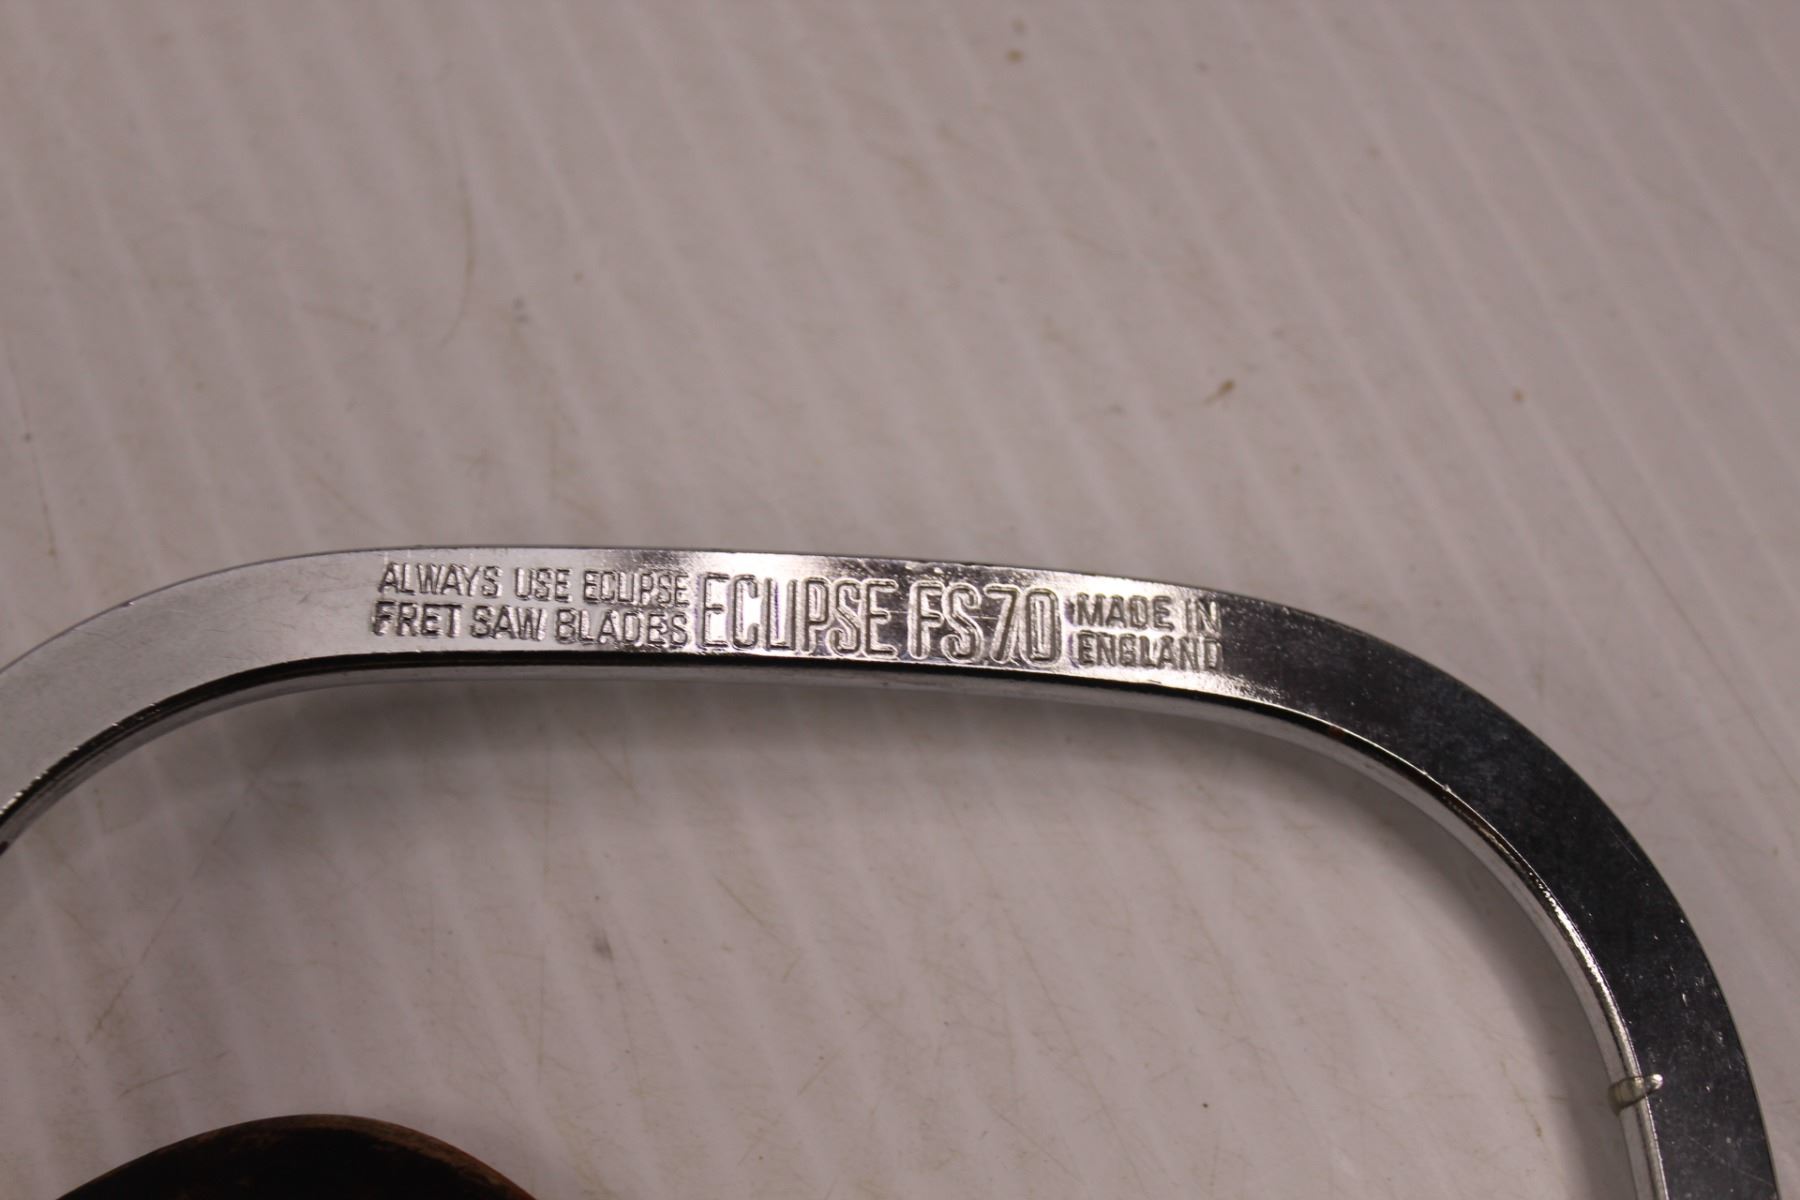 ALWAYS USE ECLIPSE
FRET SAW BLADES
ECLIPSE FS70
MADE IN
ENGLAND